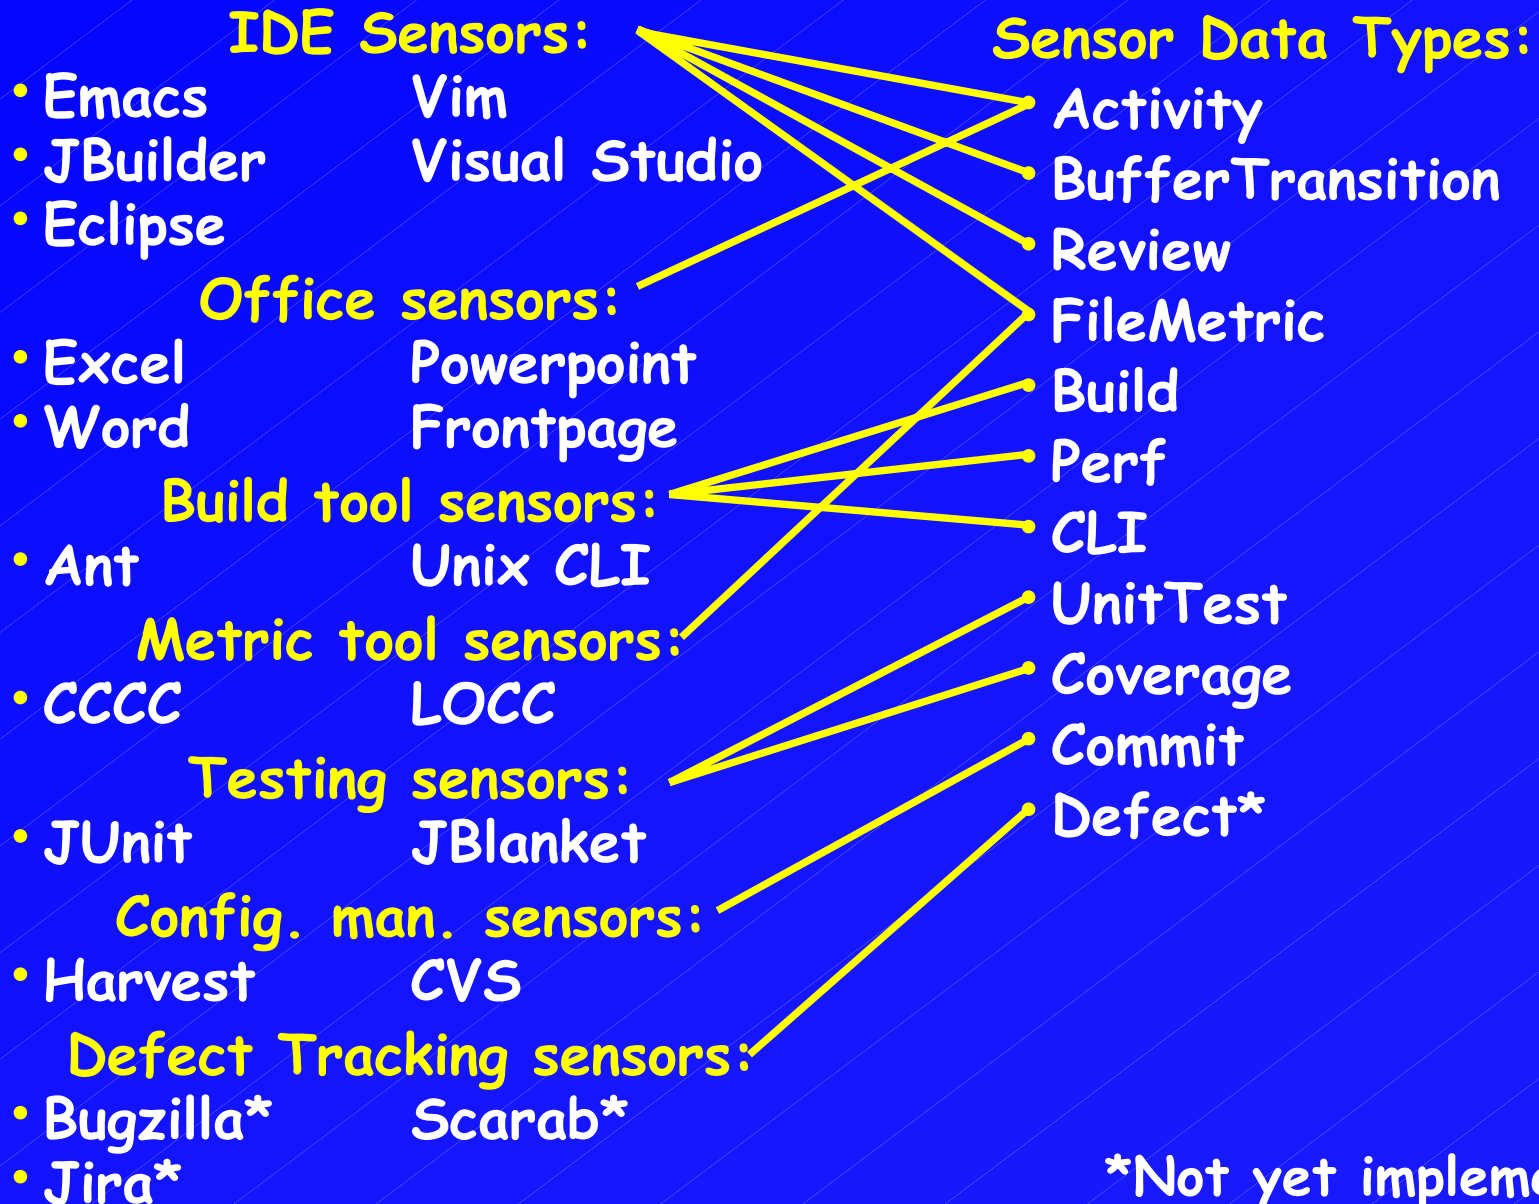 IDE Sensors:
• Emacs Vim
• JBuilder Visual Studio
• Eclipse
Office sensors:
• Excel Powerpoint
• Word Frontpage
Build tool sensors:
• Ant Unix CLI
Metric tool sensors:
• CCCC LOCC
Testing sensors:
• JUnit JBlanket
Config. man. sensors:
• Harvest CVS
Defect Tracking sensors:
• Bugzilla* Scarab*
• Jira*
Sensor Data Types:
Activity
BufferTransition
Review
FileMetric
Build
Perf
CLI
UnitTest
Coverage
Commit
Defect*
*Not yet